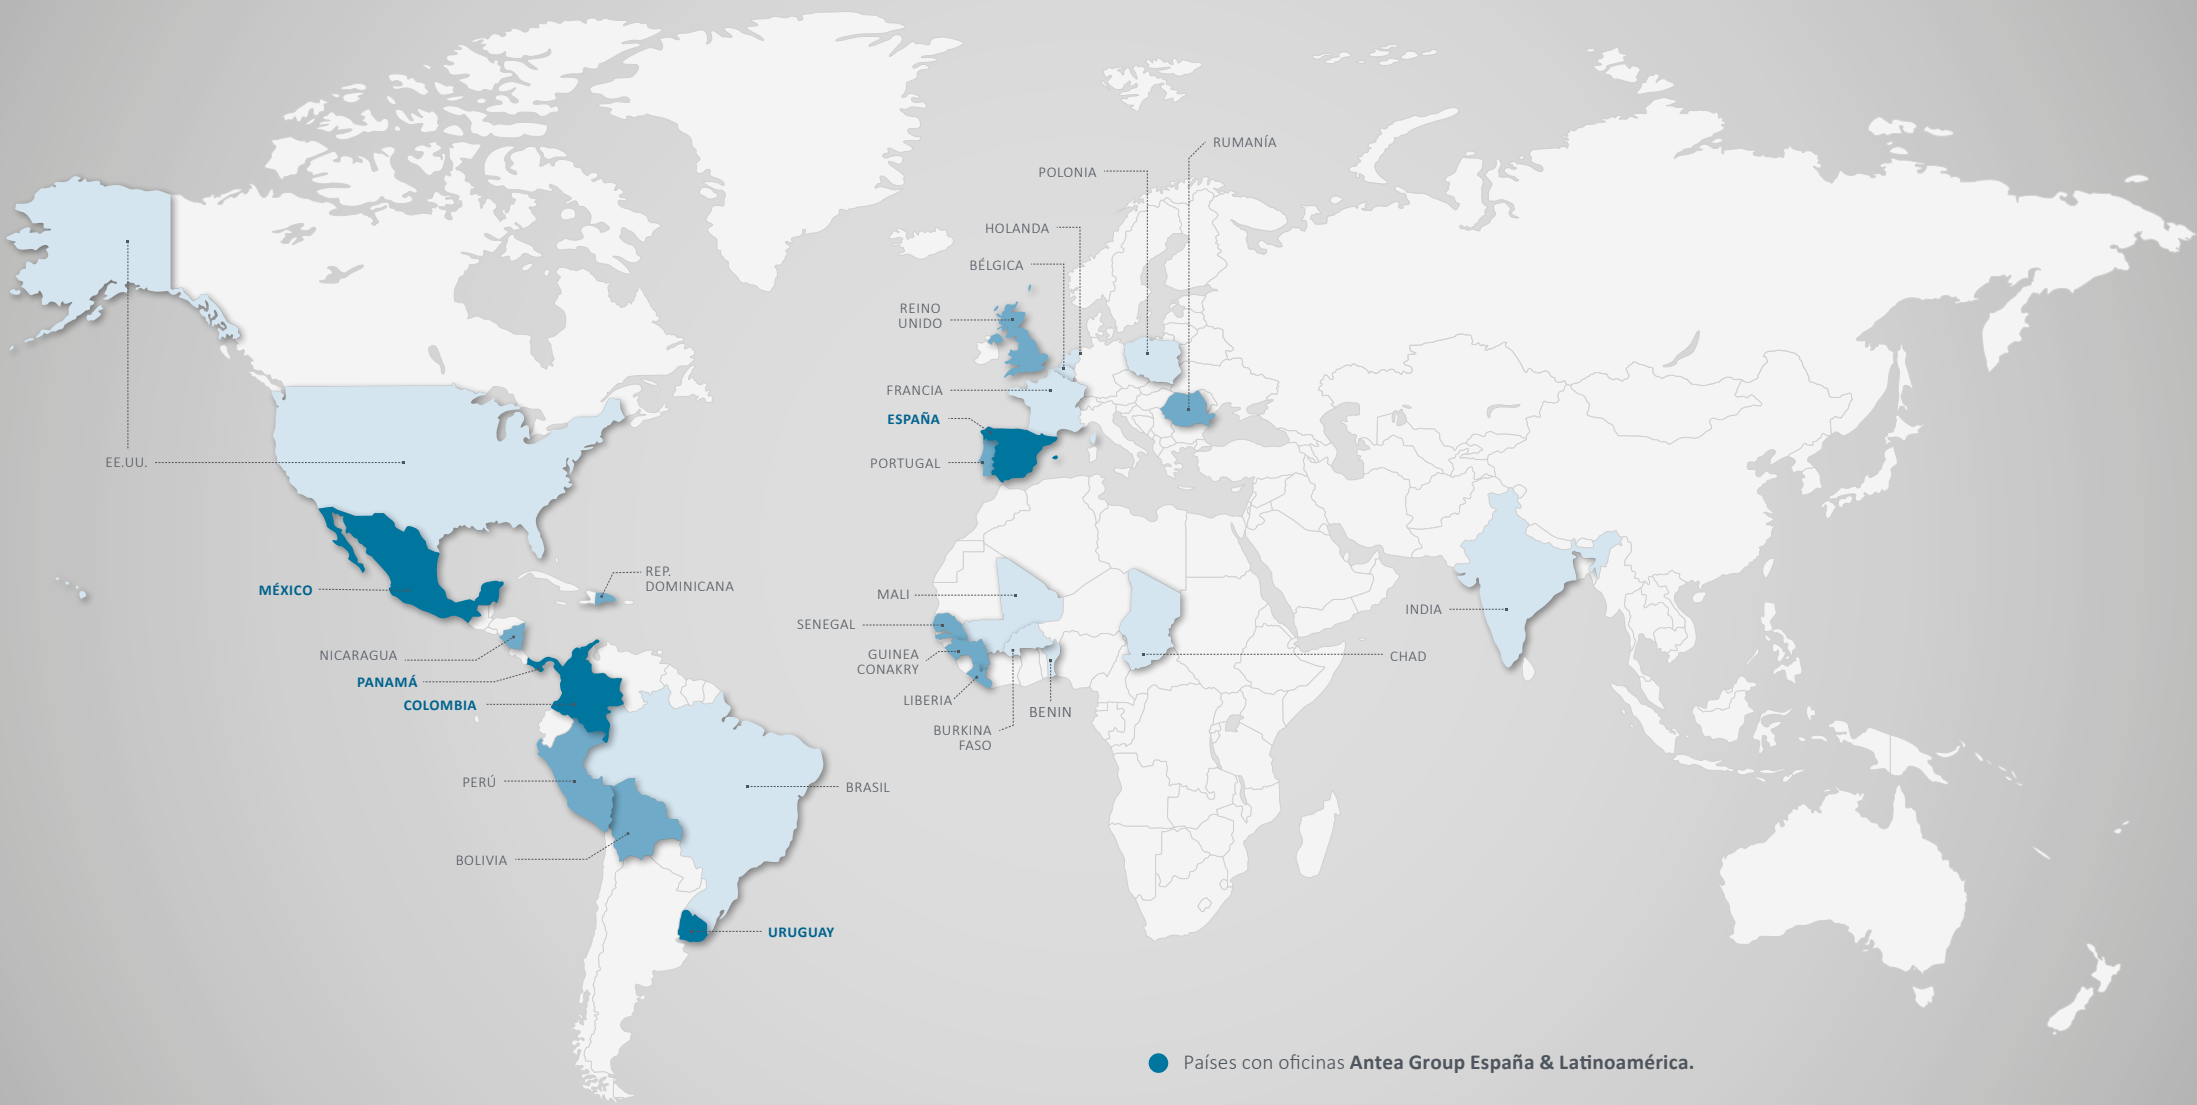 RUMANÍA
POLONIA
HOLANDA
BÉLGICA
REINO
UNIDO
FRANCIA
ESPAÑA
PORTUGAL
EE.UU.
REP.
DOMINICANA
MÉXICO
MALI
SENEGAL
INDIA
GUINEA
CONAKRY
CHAD
NICARAGUA
PANAMÁ
COLOMBIA
LIBERIA
BENIN
BURKINA
FASO
PERÚ
BRASIL
BOLIVIA
URUGUAY
Países con oficinas Antea Group España & Latinoamérica.